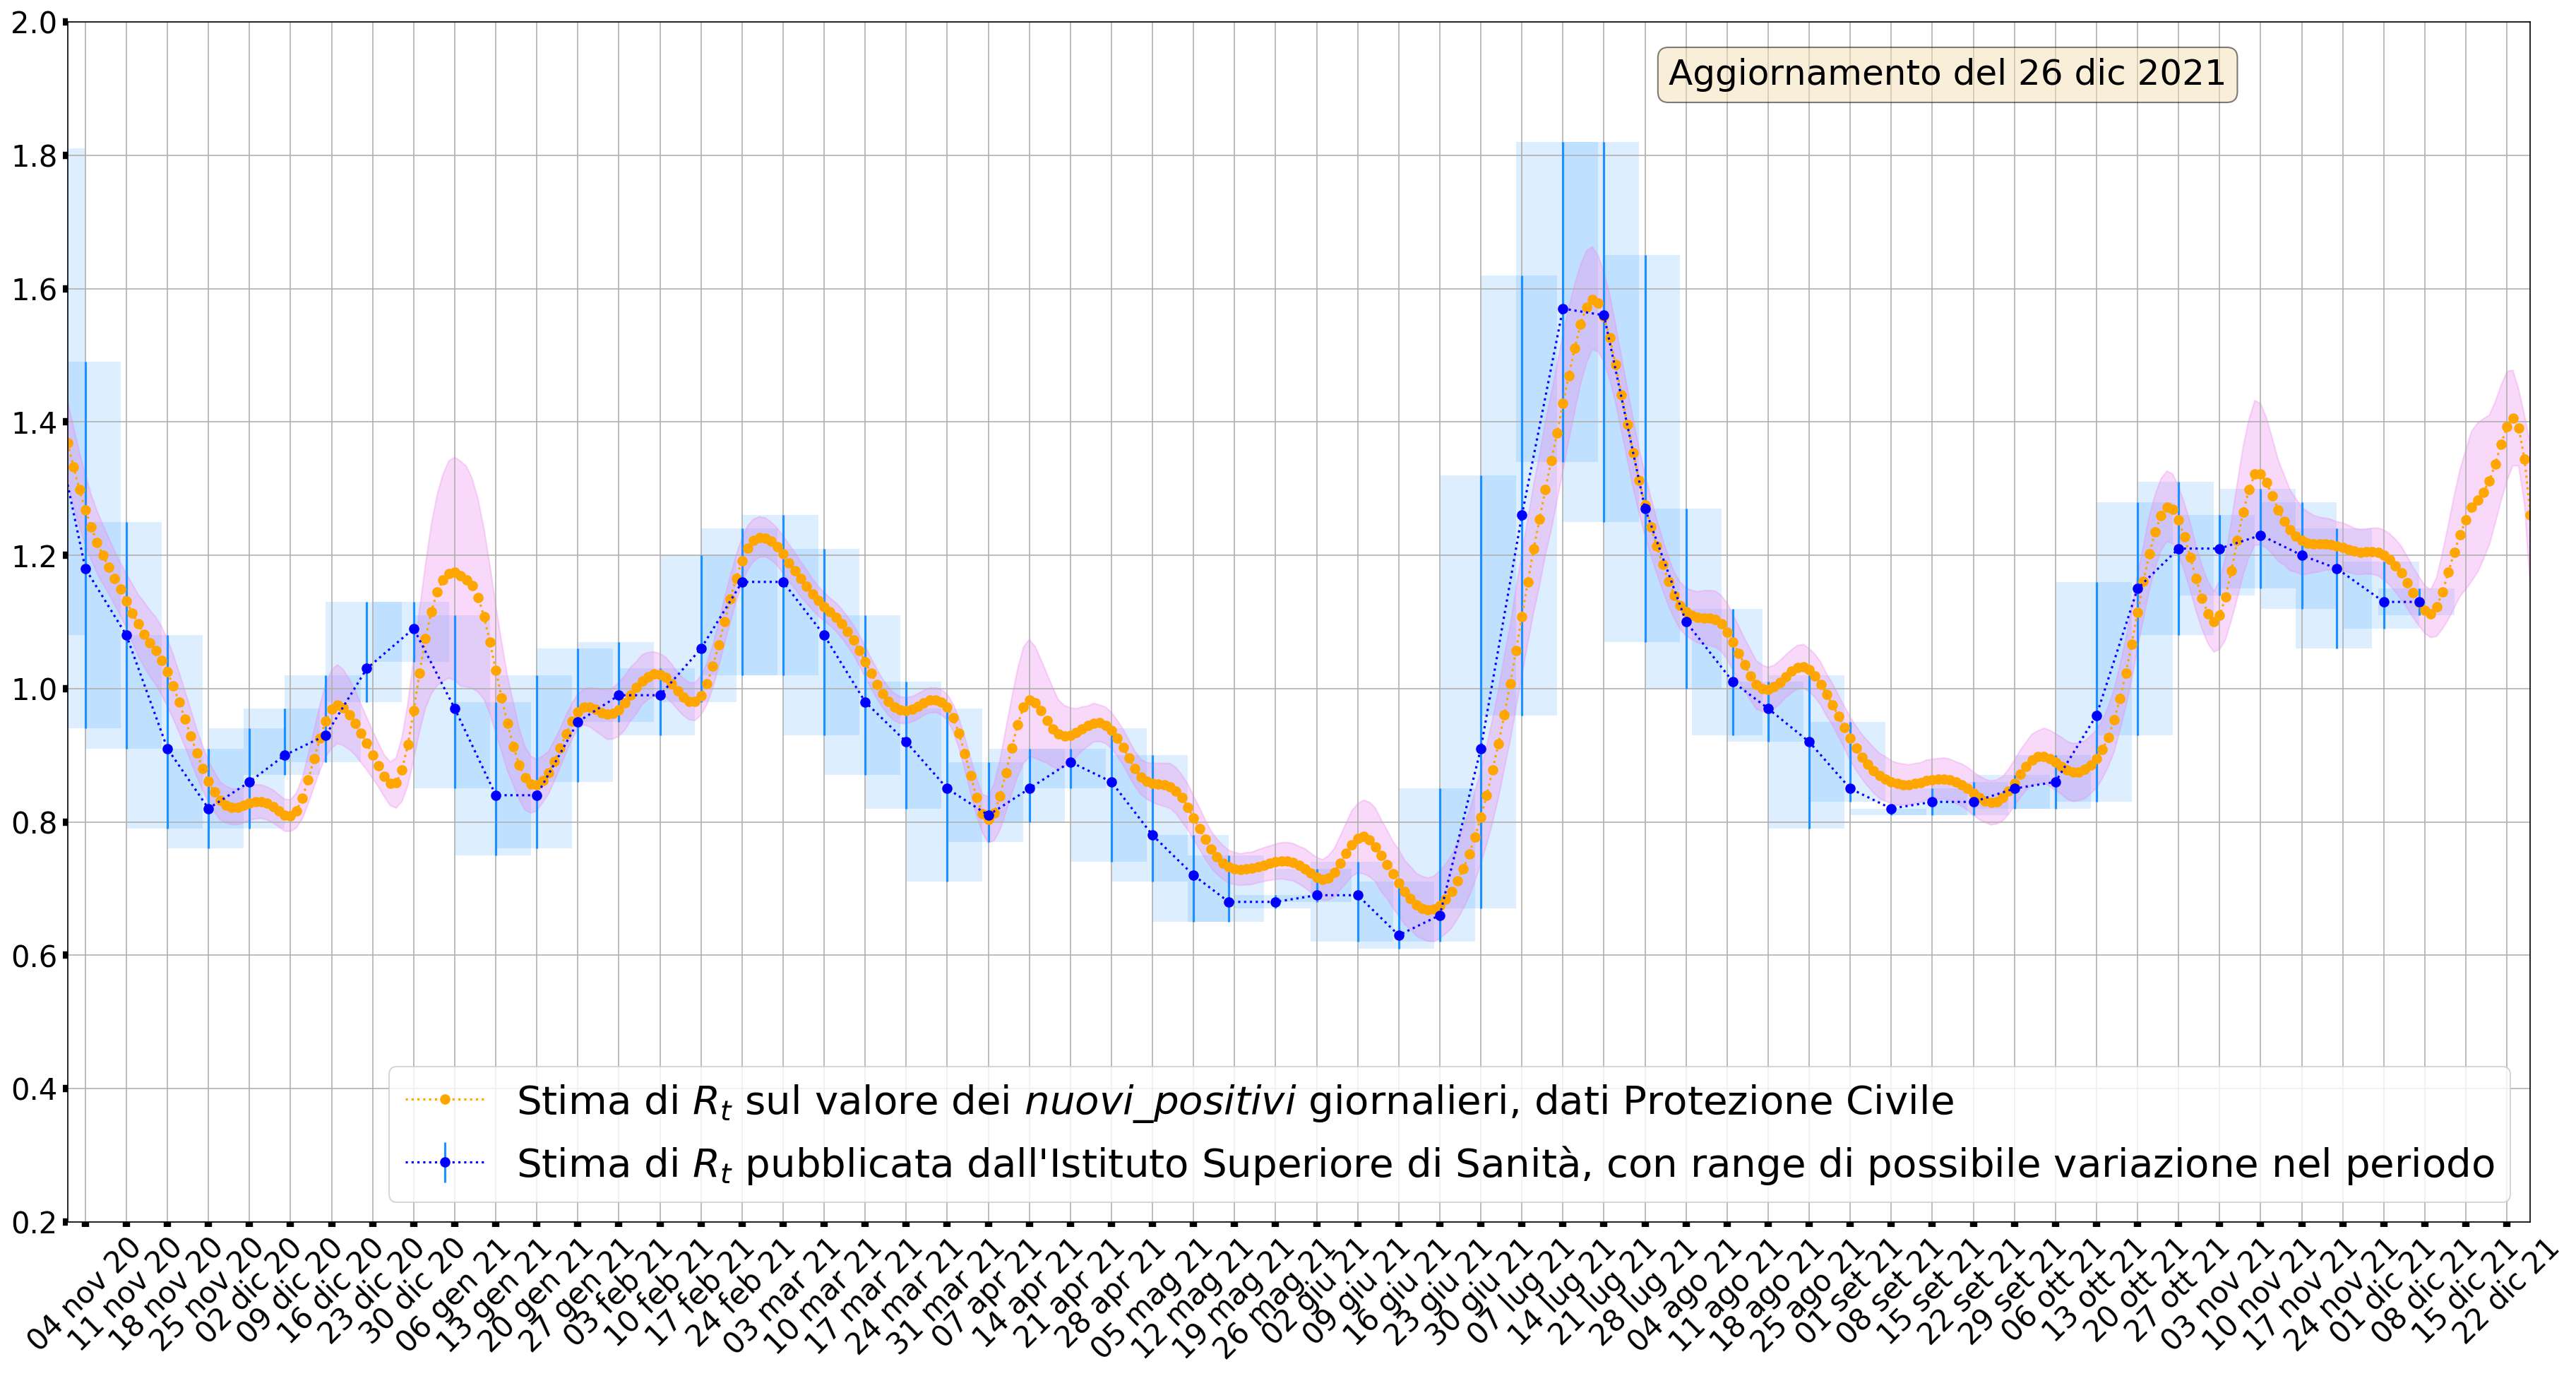 2.0
Aggiornamento del 26 dic 2021
1.8
1.6
1.4
1.2
1.0
0.8
0.6
0.4
Stima di Rt sul valore dei nuovi_positivi giornalieri, dati Protezione Civile
Stima di Rt pubblicata dall'Istituto Superiore di Sanità, con range di possibile variazione nel periodo
0.2
04 nov 20
11 nov 20
18 nov 20
25 nov 20
02 dic 20
09 dic 20
16 dic 20
23 dic 20
30 dic 20
06 gen 21
13 gen 21
20 gen 21
27 gen 21
03 feb 21
10 feb 21
17 feb 21
24 feb 21
03 mar 21
10 mar 21
17 mar 21
24 mar 21
31 mar 21
07 apr 21
14 apr 21
21 apr 21
28 apr 21
05 mag 21
12 mag 21
19 mag 21
26 mag 21
02 giu 21
09 giu 21
16 giu 21
23 giu 21
30 giu 21
07 lug 21
14 lug 21
21 lug 21
28 lug 21
04 ago 21
11 ago 21
18 ago 21
25 ago 21
01 set 21
08 set 21
15 set 21
22 set 21
29 set 21
06 ott 21
13 ott 21
20 ott 21
27 ott 21
03 nov 21
10 nov 21
17 nov 21
24 nov 21
01 dic 21
08 dic 21
15 dic 21
22 dic 21